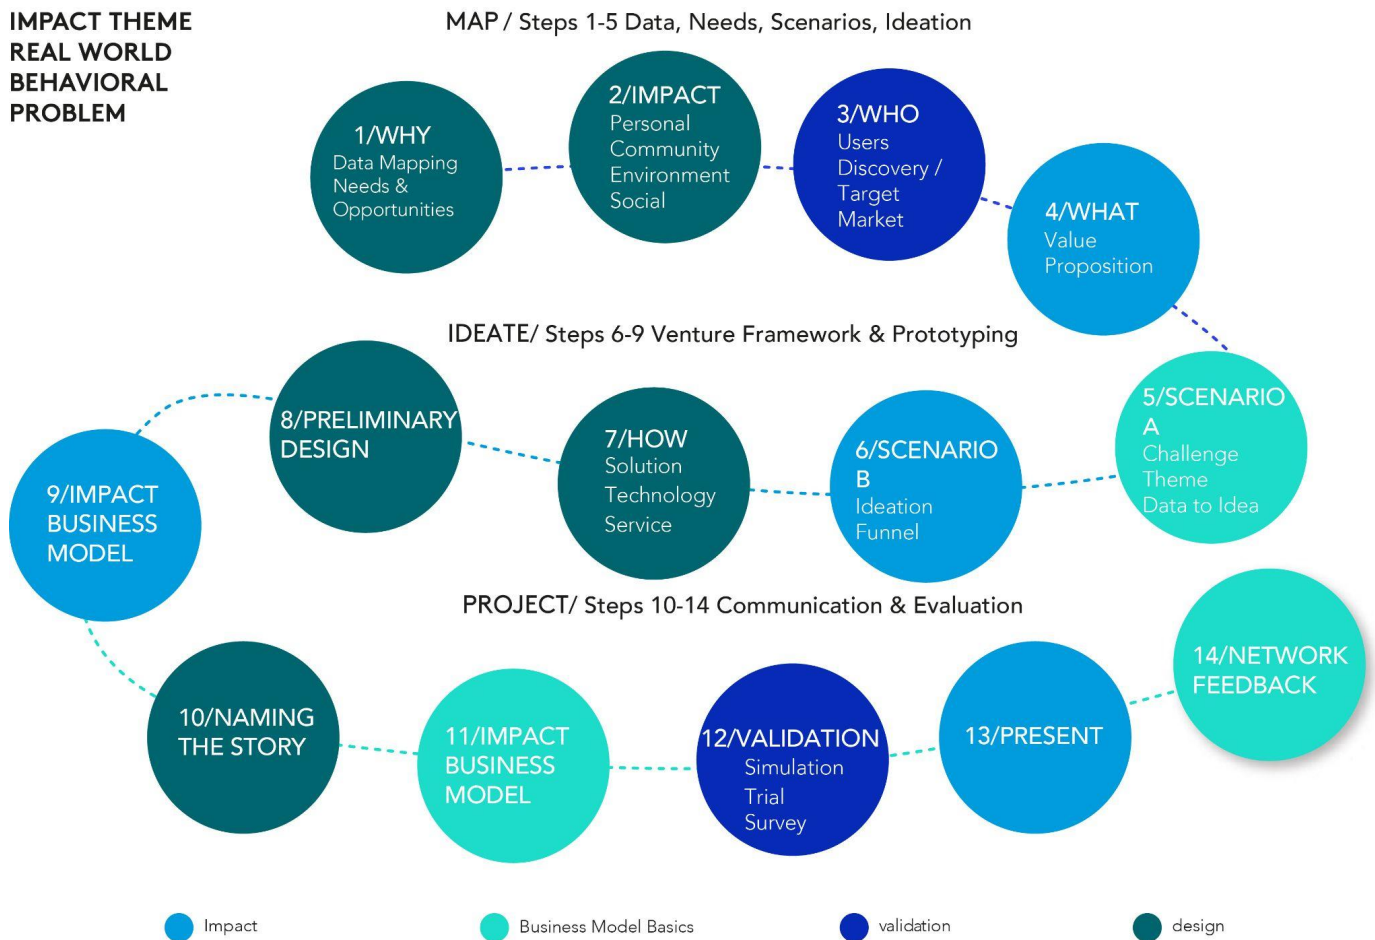 IMPACT THEME
REAL WORLD
BEHAVIORAL
PROBLEM
MAP / Steps 1-5 Data, Needs, Scenarios, Ideation
1/WHY
Data Mapping
Needs &
Opportunities
2/IMPACT
Personal
Community
Environment
Social
3/WHO
Users
Discovery /
Target
Market
4/WHAT
Value
Proposition
5/SCENARIO
A
Challenge
Theme
Data to Idea
IDEATE/ Steps 6-9 Venture Framework & Prototyping
6/SCENARIO
B
Ideation
Funnel
7/HOW
Solution
Technology
Service
8/PRELIMINARY
DESIGN
9/IMPACT
BUSINESS
MODEL
PROJECT/ Steps 10-14 Communication & Evaluation
10/NAMING
THE STORY
11/IMPACT
BUSINESS
MODEL
12/VALIDATION
Simulation
Trial
Survey
13/PRESENT
14/NETWORK
FEEDBACK
Impact
Business Model Basics
validation
design